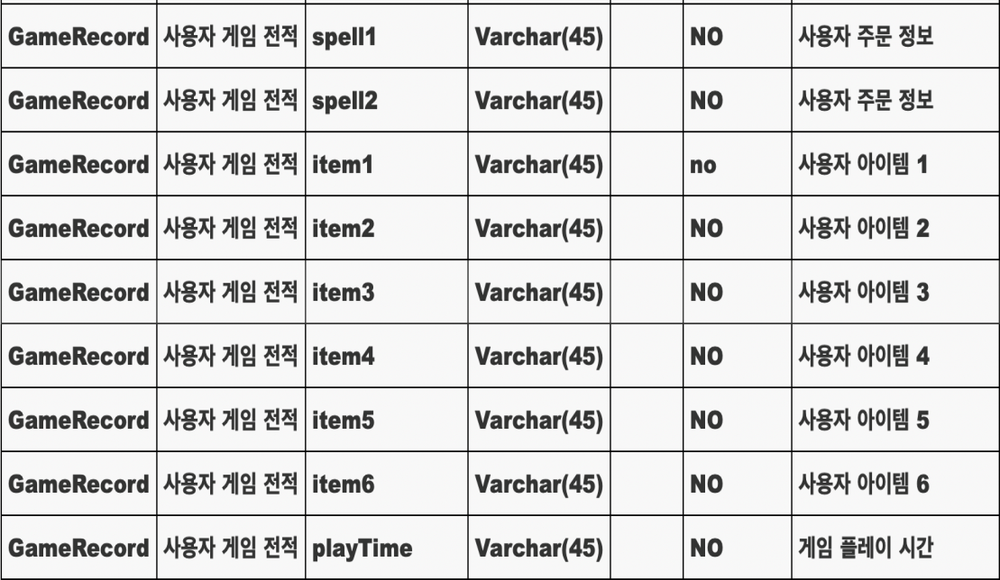 GameRecord 사용자 게임 전적 spell1 Varchar(45) NO 사용자 주문 정보
GameRecord 사용자 게임 전적 spell2 Varchar(45) NO 사용자 주문 정보
GameRecord 사용자 게임 전적 item1 Varchar(45) no 사용자 아이템 1
GameRecord 사용자 게임 전적 item2 Varchar(45) NO 사용자 아이템 2
GameRecord 사용자 게임 전적 item3 Varchar(45) NO 사용자 아이템 3
GameRecord 사용자 게임 전적 item4 Varchar(45) NO 사용자 아이템 4
GameRecord 사용자 게임 전적 item5 Varchar(45) NO 사용자 아이템 5
GameRecord 사용자 게임 전적 item6 Varchar(45) NO 사용자 아이템 6
GameRecord 사용자 게임 전적 playTime Varchar(45) NO 게임 플레이 시간